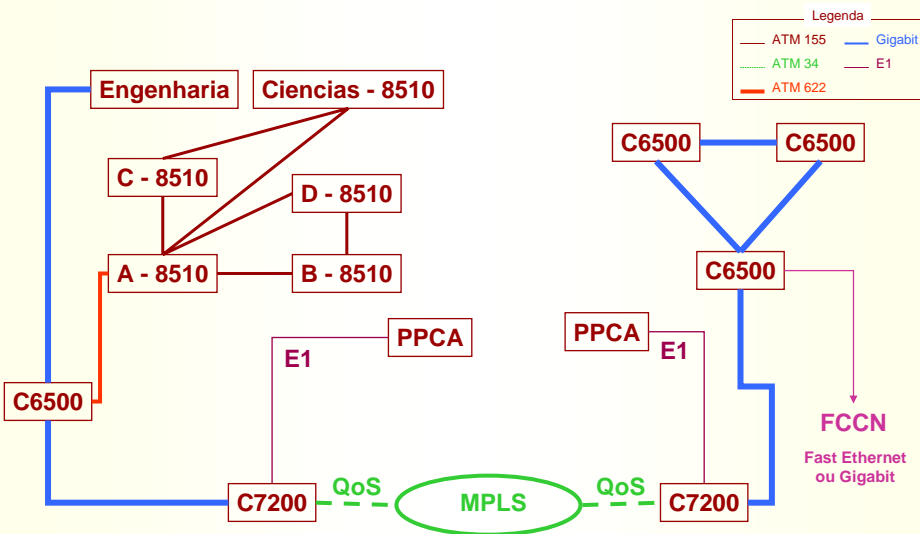 Legenda
ATM 155
Gigabit
ATM 34
E1
ATM 622
Engenharia
Ciencias - 8510
C6500
C6500
C - 8510
D - 8510
A - 8510
B - 8510
C6500
PPCA
PPCA
E1
E1
C6500
FCCN
Fast Ethernet
ou Gigabit
QoS
QoS
C7200
MPLS
C7200